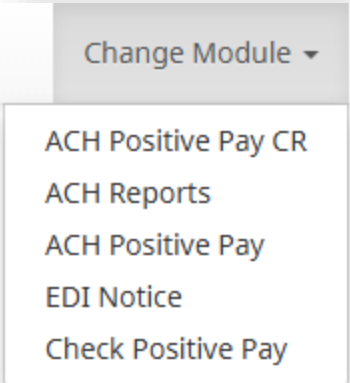 Change Module
ACH Positive Pay CR
ACH Reports
ACH Positive Pay
EDI Notice
Check Positive Pay